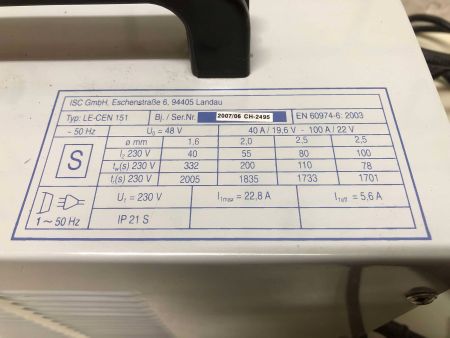 ISC GmbH, Eschenstraße 6, 94405 Landau
Typ: LE-CEN 151 Bj. / Ser.Nr. 2007/06 CH-2495 EN 60974-6: 2003
~ 50 Hz U₀ = 48 V 40 A / 19,6 V - 100 A / 22 V
ø mm 1,6 2,0 2,5 2,5
S I₂ 230 V 40 55 80 100
tw(s) 230 V 332 200 110 78
tr(s) 230 V 2005 1835 1733 1701
1 ~ 50 Hz U₁ = 230 V I₁max = 22,8 A I₁eff = 5,6 A
IP 21 S